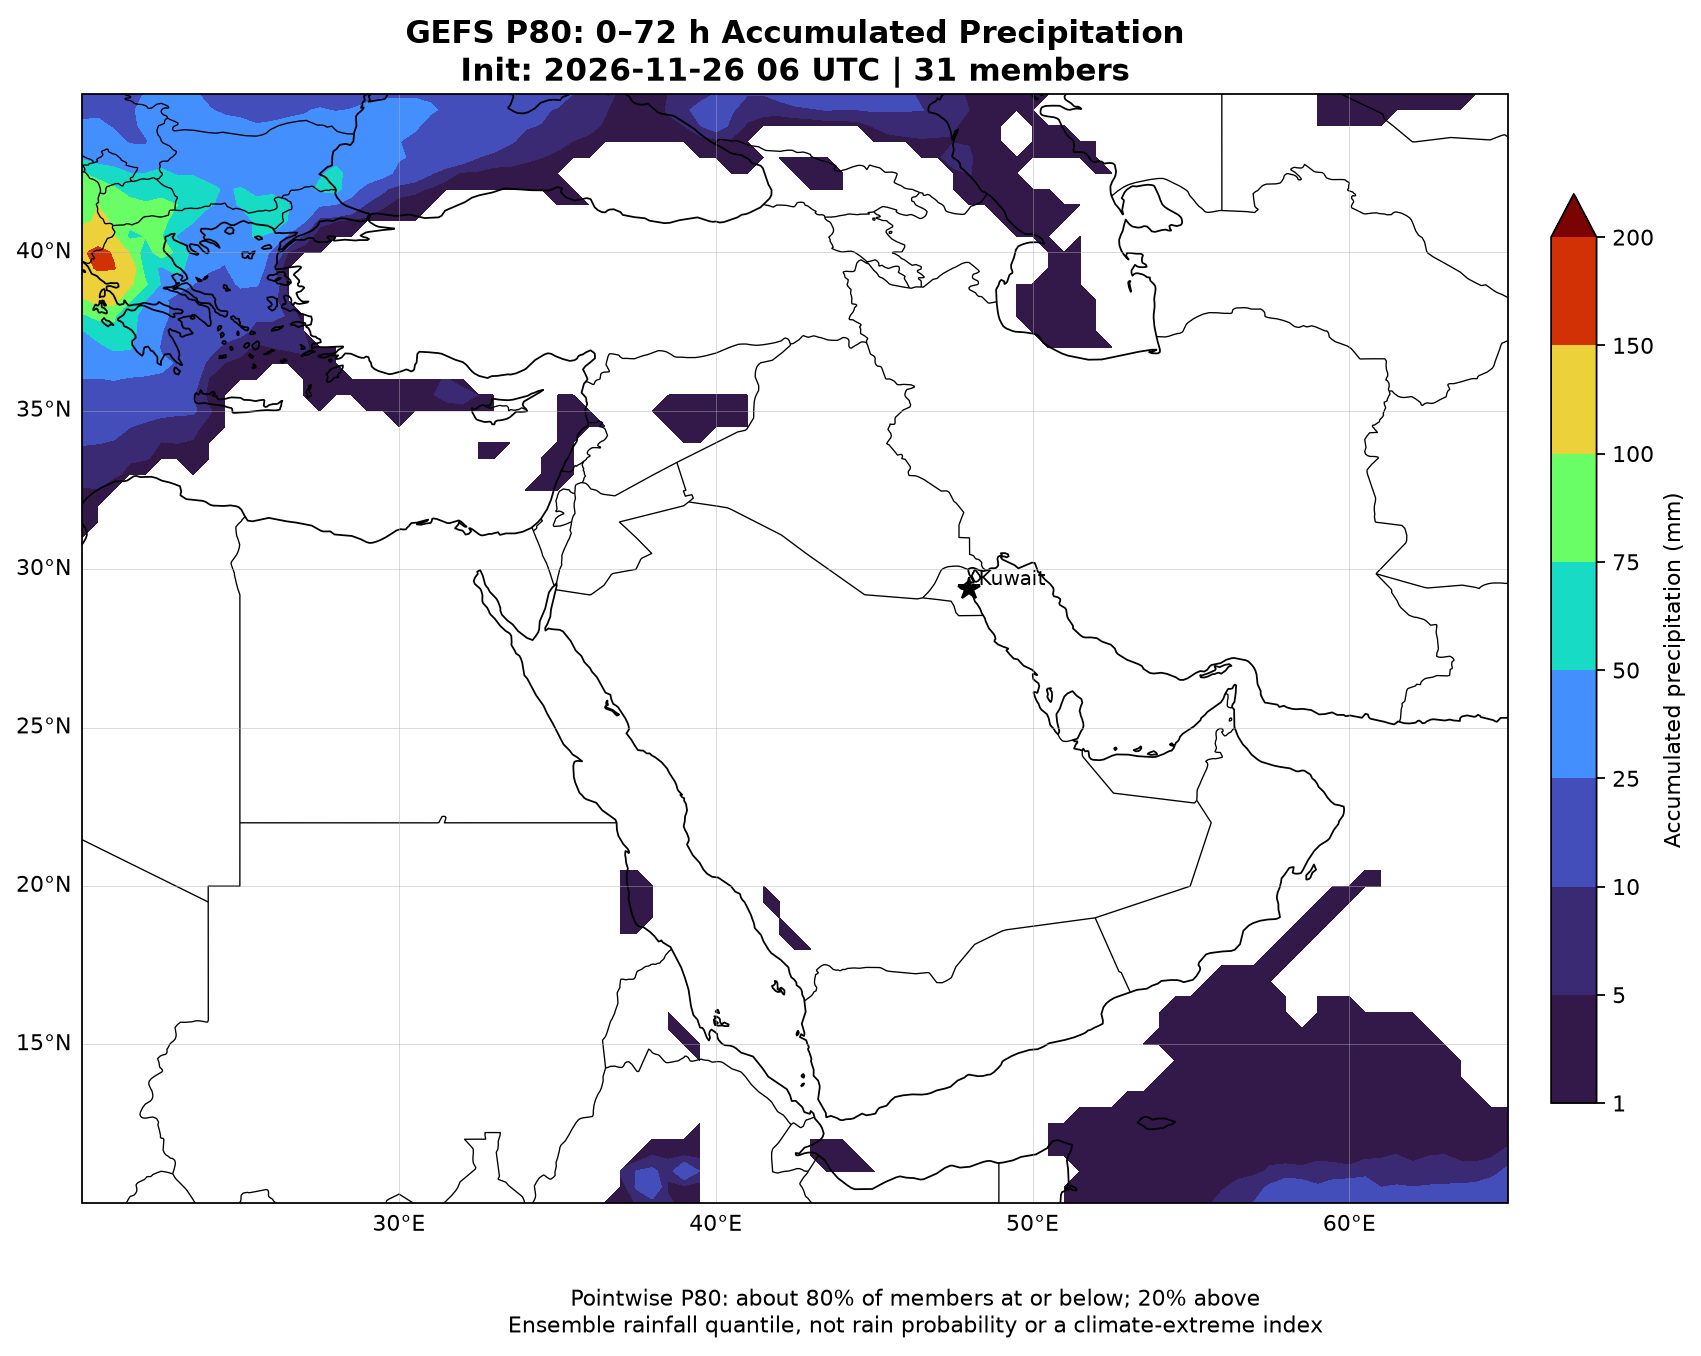 GEFS P80: 0–72 h Accumulated Precipitation
Init: 2026-11-26 06 UTC | 31 members
40°N
35°N
30°N
25°N
20°N
15°N
Kuwait
30°E
40°E
50°E
60°E
200
150
100
75
50
25
10
5
1
Accumulated precipitation (mm)
Pointwise P80: about 80% of members at or below; 20% above
Ensemble rainfall quantile, not rain probability or a climate-extreme index